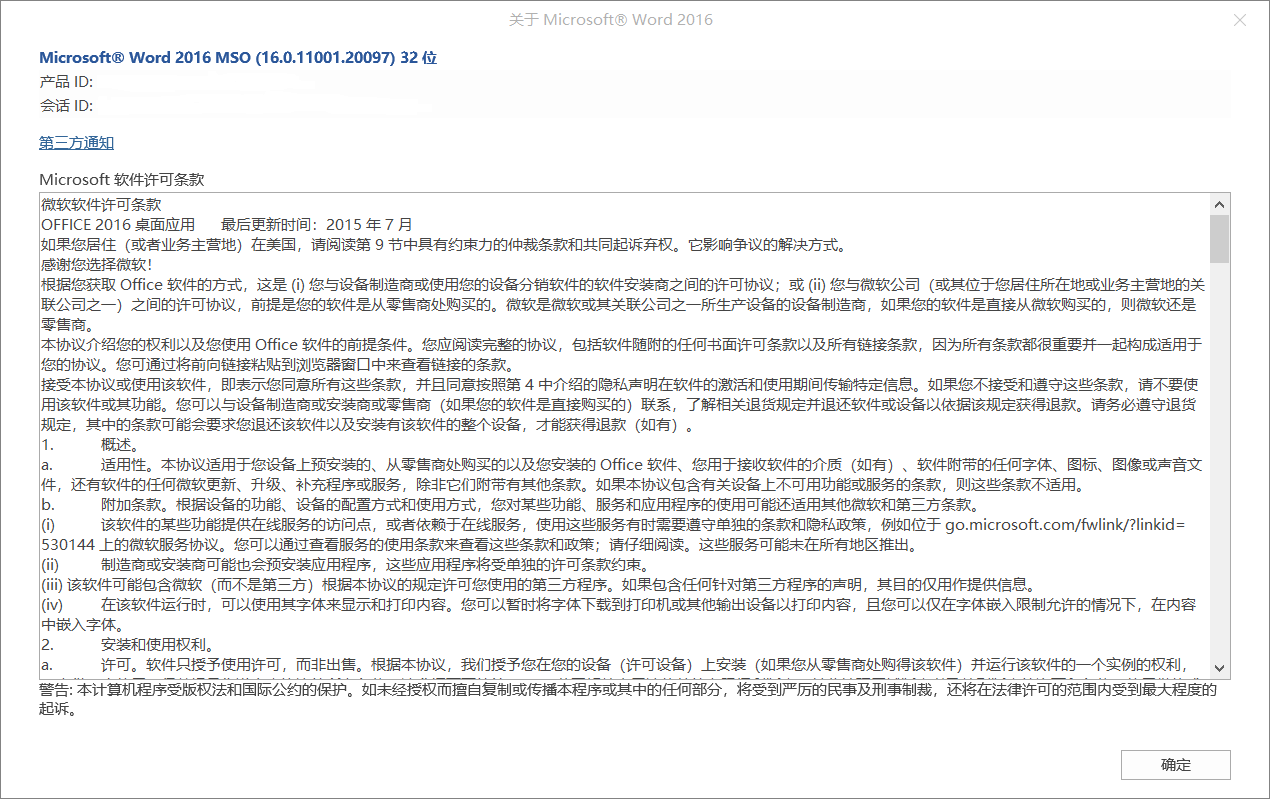 关于 Microsoft® Word 2016
Microsoft® Word 2016 MSO (16.0.11001.20097) 32 位
产品 ID:
会话 ID:
第三方通知
Microsoft 软件许可条款
微软软件许可条款
OFFICE 2016 桌面应用 最后更新时间：2015 年 7 月
如果您居住（或者业务主营地）在美国，请阅读第 9 节中具有约束力的仲裁条款和共同起诉弃权。它影响争议的解决方式。
感谢您选择微软！
根据您获取 Office 软件的方式，这是 (i) 您与设备制造商或使用您的设备分销软件的软件安装商之间的许可协议；或 (ii) 您与微软公司（或其位于您居住所在地或业务主营地的关
联公司之一）之间的许可协议，前提是您的软件是从零售商处购买的。微软是微软或其关联公司之一所生产设备的设备制造商，如果您的软件是直接从微软购买的，则微软还是
零售商。
本协议介绍您的权利以及您使用 Office 软件的前提条件。您应阅读完整的协议，包括软件随附的任何书面许可条款以及所有链接条款，因为所有条款都很重要并一起构成适用于
您的协议。您可通过将前向链接粘贴到浏览器窗口中来查看链接的条款。
接受本协议或使用该软件，即表示您同意所有这些条款，并且同意按照第 4 中介绍的隐私声明在软件的激活和使用期间传输特定信息。如果您不接受和遵守这些条款，请不要使
用该软件或其功能。您可以与设备制造商或安装商或零售商（如果您的软件是直接购买的）联系，了解相关退货规定并退还软件或设备以依据该规定获得退款。请务必遵守退货
规定，其中的条款可能会要求您退还该软件以及安装有该软件的整个设备，才能获得退款（如有）。
1. 概述。
a. 适用性。本协议适用于您设备上预安装的、从零售商处购买的以及您安装的 Office 软件、您用于接收软件的介质（如有）、软件附带的任何字体、图标、图像或声音文
件，还有软件的任何微软更新、升级、补充程序或服务，除非它们附带有其他条款。如果本协议包含有关设备上不可用功能或服务的条款，则这些条款不适用。
b. 附加条款。根据设备的功能、设备的配置方式和使用方式，您对某些功能、服务和应用程序的使用可能还适用其他微软和第三方条款。
(i) 该软件的某些功能提供在线服务的访问点，或者依赖于在线服务，使用这些服务有时需要遵守单独的条款和隐私政策，例如位于 go.microsoft.com/fwlink/?linkid=
530144 上的微软服务协议。您可以通过查看服务的使用条款来查看这些条款和政策；请仔细阅读。这些服务可能未在所有地区推出。
(ii) 制造商或安装商可能也会预安装应用程序，这些应用程序将受单独的许可条款约束。
(iii) 该软件可能包含微软（而不是第三方）根据本协议的规定许可您使用的第三方程序。如果包含任何针对第三方程序的声明，其目的仅用作提供信息。
(iv) 在该软件运行时，可以使用其字体来显示和打印内容。您可以暂时将字体下载到打印机或其他输出设备以打印内容，且您可以仅在字体嵌入限制允许的情况下，在内容
中嵌入字体。
2. 安装和使用权利。
a. 许可。软件只授予使用许可，而非出售。根据本协议，我们授予您在您的设备（许可设备）上安装（如果您从零售商处购得该软件）并运行该软件的一个实例的权利，
警告: 本计算机程序受版权法和国际公约的保护。如未经授权而擅自复制或传播本程序或其中的任何部分，将受到严厉的民事及刑事制裁，还将在法律许可的范围内受到最大程度的
起诉。
确定